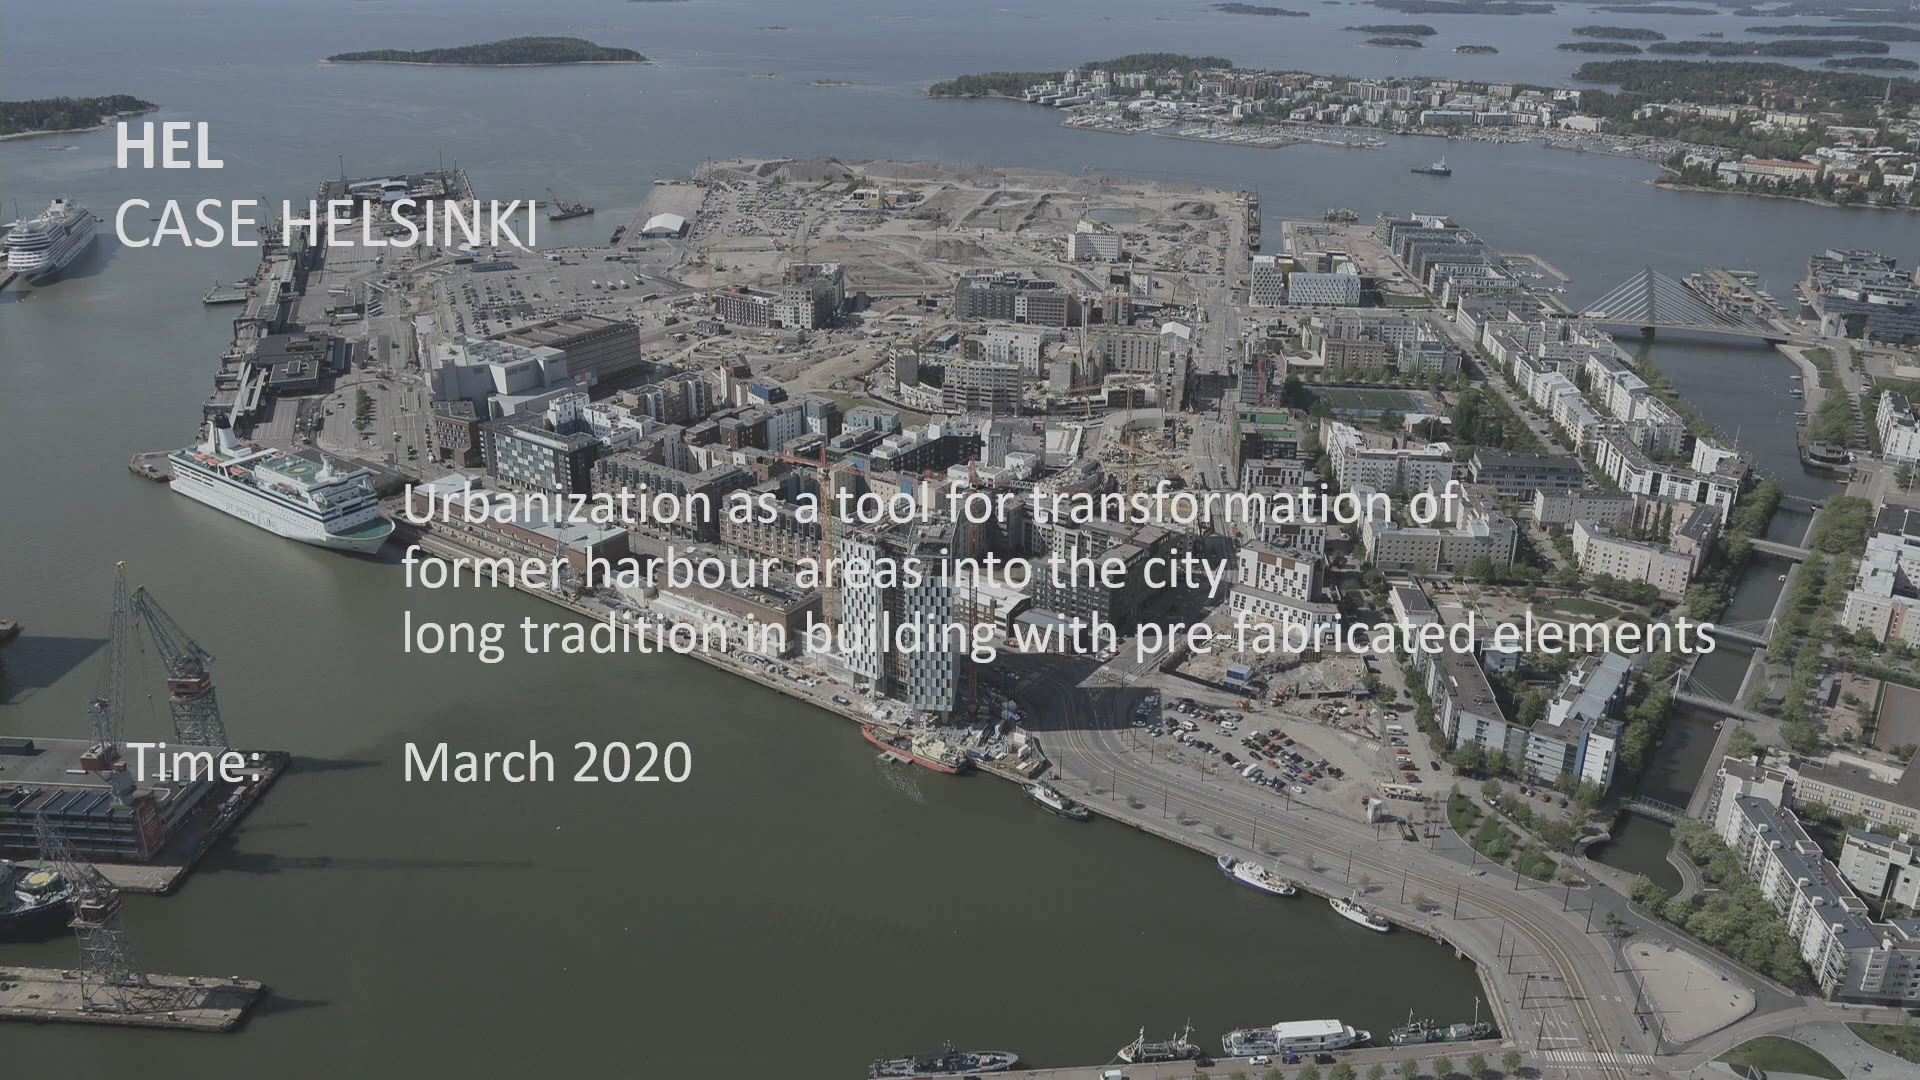 HEL
CASE HELSINKI
Urbanization as a tool for transformation of
former harbour areas into the city
long tradition in building with pre-fabricated elements
Time: March 2020